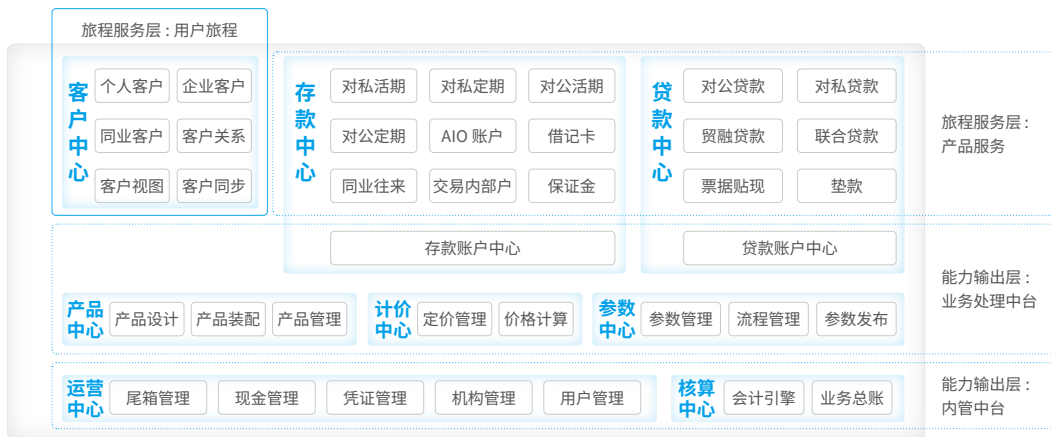 旅程服务层 : 用户旅程
客户中心
个人客户
企业客户
同业客户
客户关系
客户视图
客户同步
存款中心
对私活期
对私定期
对公活期
对公定期
AIO 账户
借记卡
同业往来
交易内部户
保证金
存款账户中心
贷款中心
对公贷款
对私贷款
贸融贷款
联合贷款
票据贴现
垫款
贷款账户中心
旅程服务层 :
产品服务
产品
中心
产品设计
产品装配
产品管理
计价
中心
定价管理
价格计算
参数
中心
参数管理
流程管理
参数发布
能力输出层 :
业务处理中台
运营
中心
尾箱管理
现金管理
凭证管理
机构管理
用户管理
核算
中心
会计引擎
业务总账
能力输出层 :
内管中台